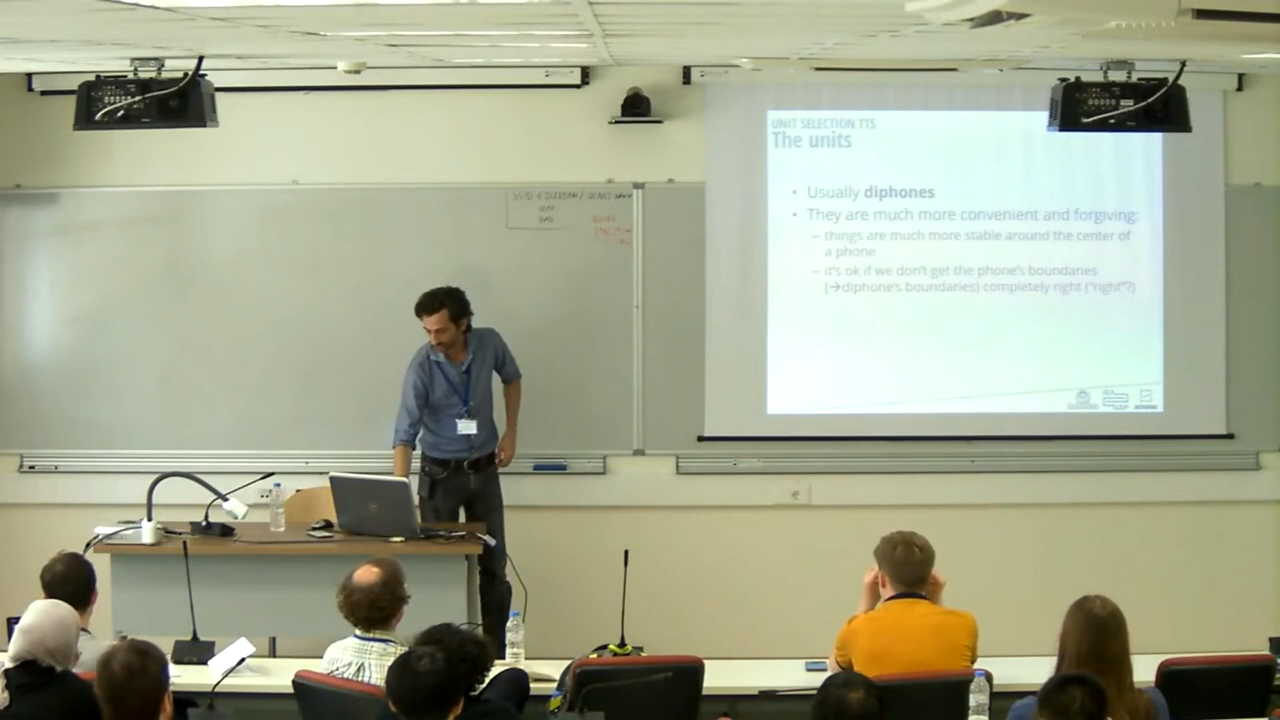 UNIT SELECTION TTS
The units
• Usually diphones
• They are much more convenient and forgiving:
– things are much more stable around the center of
a phone
– it's ok if we don't get the phone's boundaries
(→diphone's boundaries) completely right ("right"?)